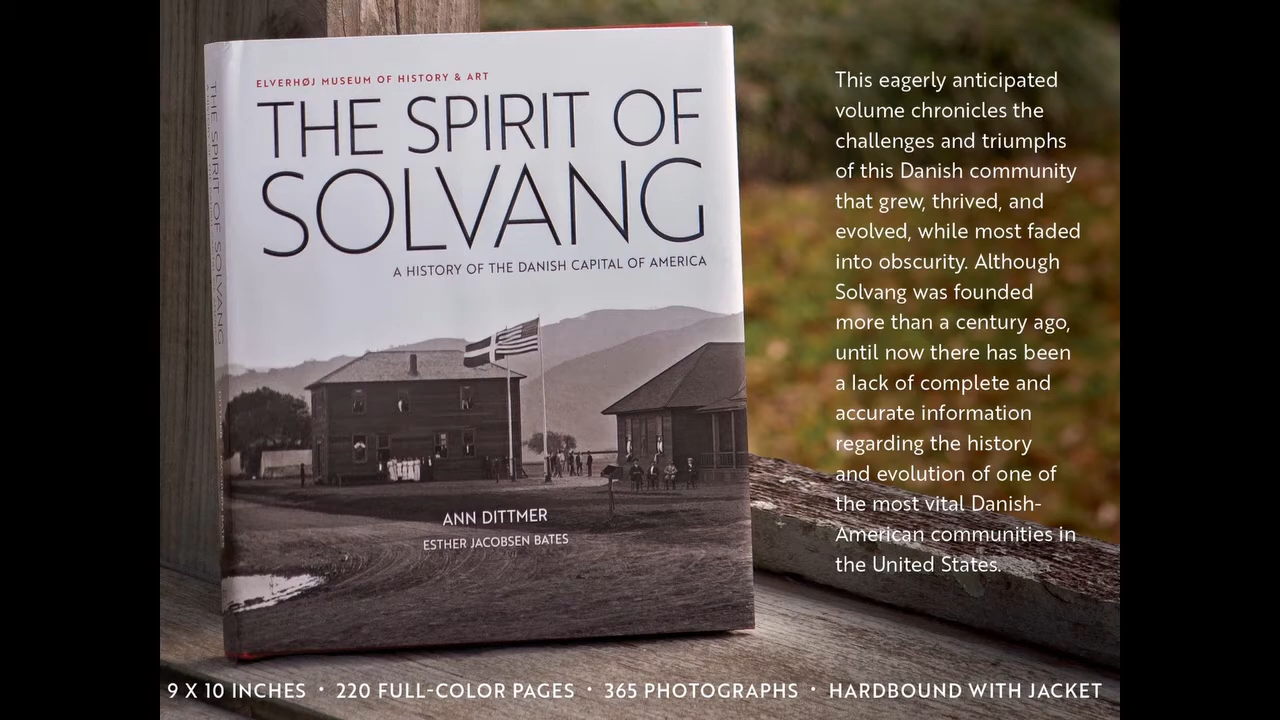 ELVERHØJ MUSEUM OF HISTORY & ART
THE SPIRIT OF
SOLVANG
A HISTORY OF THE DANISH CAPITAL OF AMERICA
ANN DITTMER
ESTHER JACOBSEN BATES
THE SPIRIT OF SOLVANG
This eagerly anticipated
volume chronicles the
challenges and triumphs
of this Danish community
that grew, thrived, and
evolved, while most faded
into obscurity. Although
Solvang was founded
more than a century ago,
until now there has been
a lack of complete and
accurate information
regarding the history
and evolution of one of
the most vital Danish-
American communities in
the United States.
9 X 10 INCHES • 220 FULL-COLOR PAGES • 365 PHOTOGRAPHS • HARDBOUND WITH JACKET